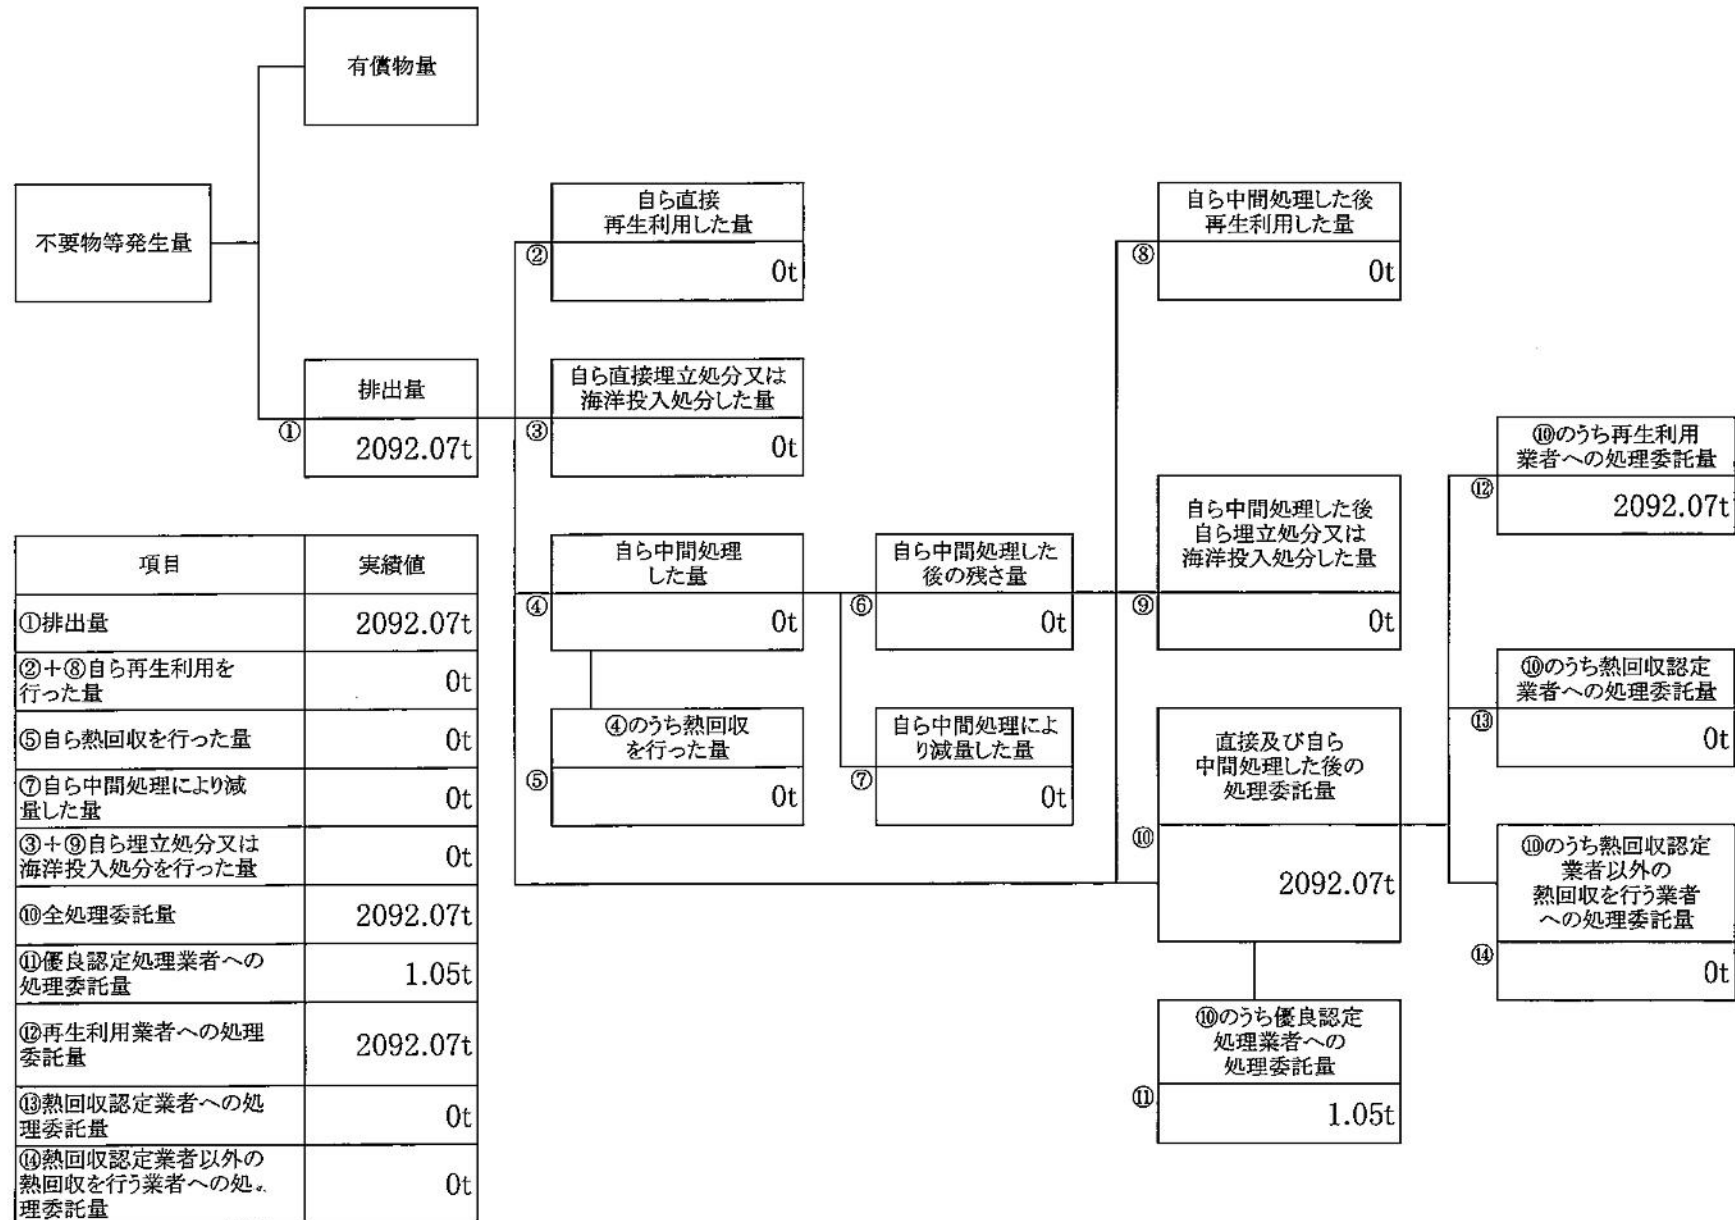 有償物量
不要物等発生量
自ら直接
再生利用した量
②
0t
自ら中間処理した後
再生利用した量
⑧
0t
排出量
①
2092.07t
自ら直接埋立処分又は
海洋投入処分した量
③
0t
⑩のうち再生利用
業者への処理委託量
⑫
2092.07t
自ら中間処理
した量
④
0t
自ら中間処理した
後の残さ量
⑥
0t
自ら中間処理した後
自ら埋立処分又は
海洋投入処分した量
⑨
0t
⑩のうち熱回収認定
業者への処理委託量
⑬
0t
④のうち熱回収
を行った量
⑤
0t
自ら中間処理によ
り減量した量
⑦
0t
直接及び自ら
中間処理した後の
処理委託量
⑩
2092.07t
⑩のうち熱回収認定
業者以外の
熱回収を行う業者
への処理委託量
⑭
0t
⑩のうち優良認定
処理業者への
処理委託量
⑪
1.05t
項目 実績値
①排出量 2092.07t
②+⑧自ら再生利用を
行った量 0t
⑤自ら熱回収を行った量 0t
⑦自ら中間処理により減
量した量 0t
③+⑨自ら埋立処分又は
海洋投入処分を行った量 0t
⑩全処理委託量 2092.07t
⑪優良認定処理業者への
処理委託量 1.05t
⑫再生利用業者への処理
委託量 2092.07t
⑬熱回収認定業者への処
理委託量 0t
⑭熱回収認定業者以外の
熱回収を行う業者への処
理委託量 0t